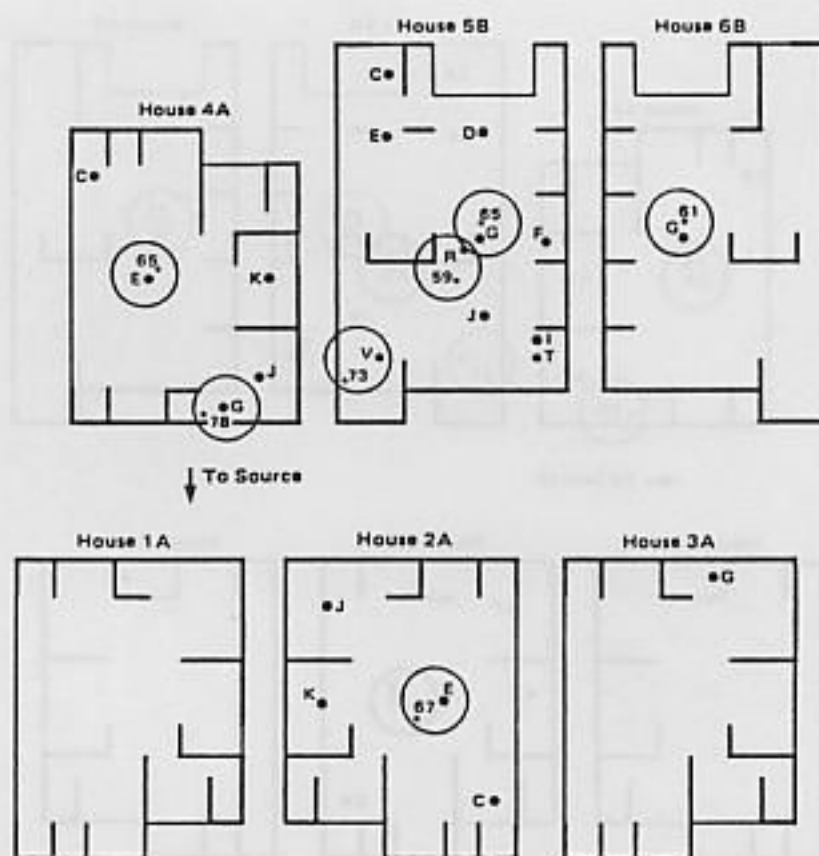 House 5B
House 6B
House 4A
C
E
D
C
65
E
K
J
G
78
65
G
R
59
F
J
I
T
V
73
61
G
To Source
House 1A
House 2A
House 3A
J
K
67
E
C
G